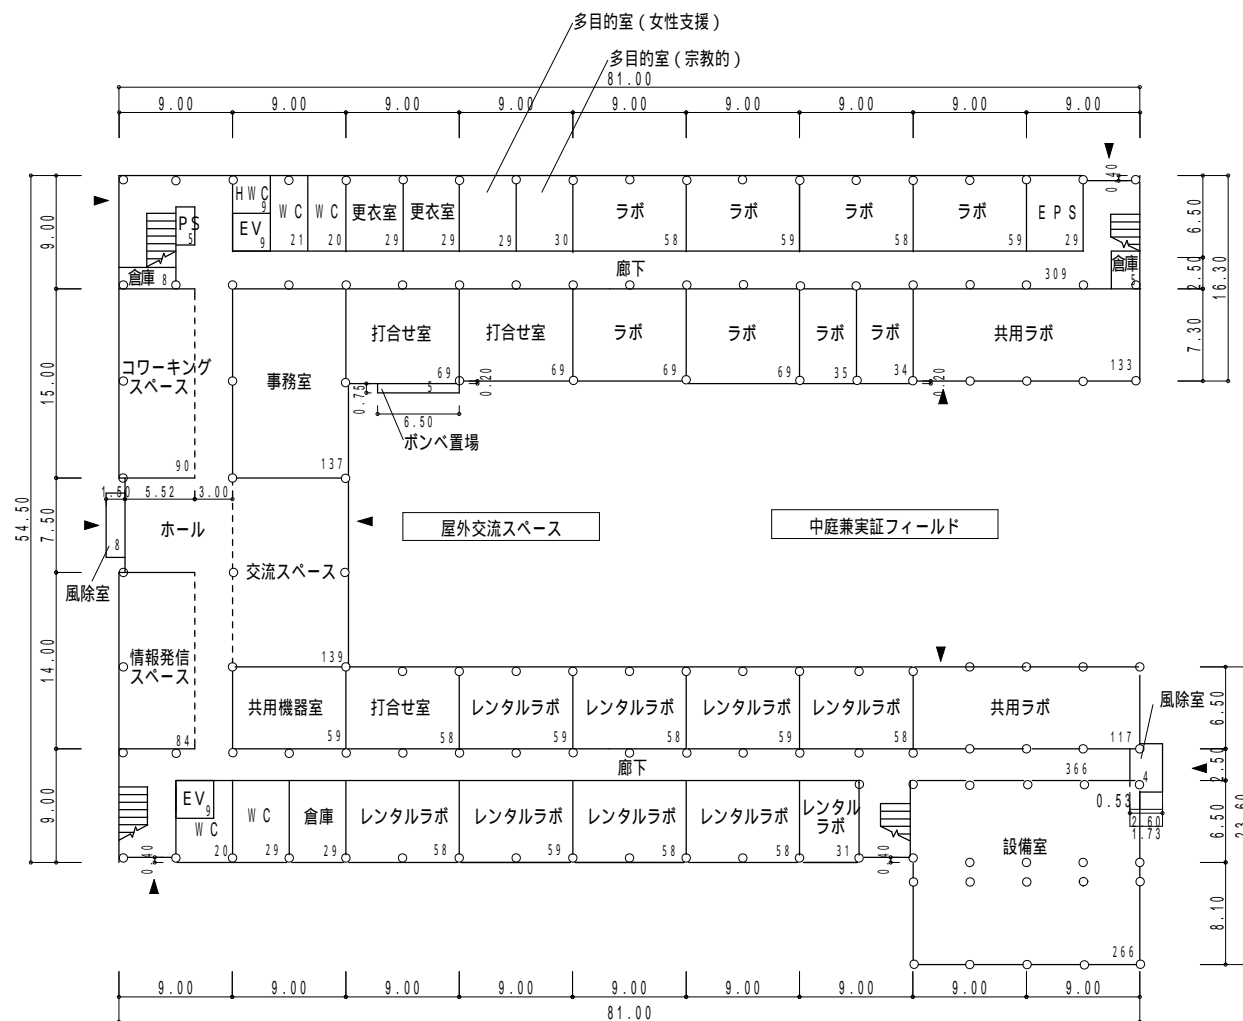 多目的室(女性支援)
多目的室(宗教的)
81.00
9.00 9.00 9.00 9.00 9.00 9.00 9.00 9.00 9.00
0.40
HWC
9
WC
21
WC
20
更衣室
29
更衣室
29
29
30
ラボ
58
ラボ
59
ラボ
58
ラボ
59
EPS
29
PS
5
EV
9
倉庫 8
廊下
309
倉庫
5
9.00
6.50
2.50
16.30
7.30
コワーキング
スペース
90
事務室
137
打合せ室
69
打合せ室
69
ラボ
69
ラボ
69
ラボ
35
ラボ
34
共用ラボ
133
15.00
0.75
5
0.20
0.20
6.50
ボンベ置場
1.60 5.52 3.00
54.50
7.50
8
ホール
風除室
屋外交流スペース
中庭兼実証フィールド
交流スペース
139
14.00
情報発信
スペース
84
共用機器室
59
打合せ室
58
レンタルラボ
59
レンタルラボ
58
レンタルラボ
59
レンタルラボ
58
共用ラボ
117
風除室
6.50
2.50
6.50
23.60
8.10
廊下
366
4
0.53
2.60
1.73
9.00
EV
9
WC
20
WC
29
倉庫
29
レンタルラボ
58
レンタルラボ
59
レンタルラボ
58
レンタルラボ
58
レンタル
ラボ
31
設備室
266
0.40
0.40
9.00 9.00 9.00 9.00 9.00 9.00 9.00 9.00 9.00
81.00